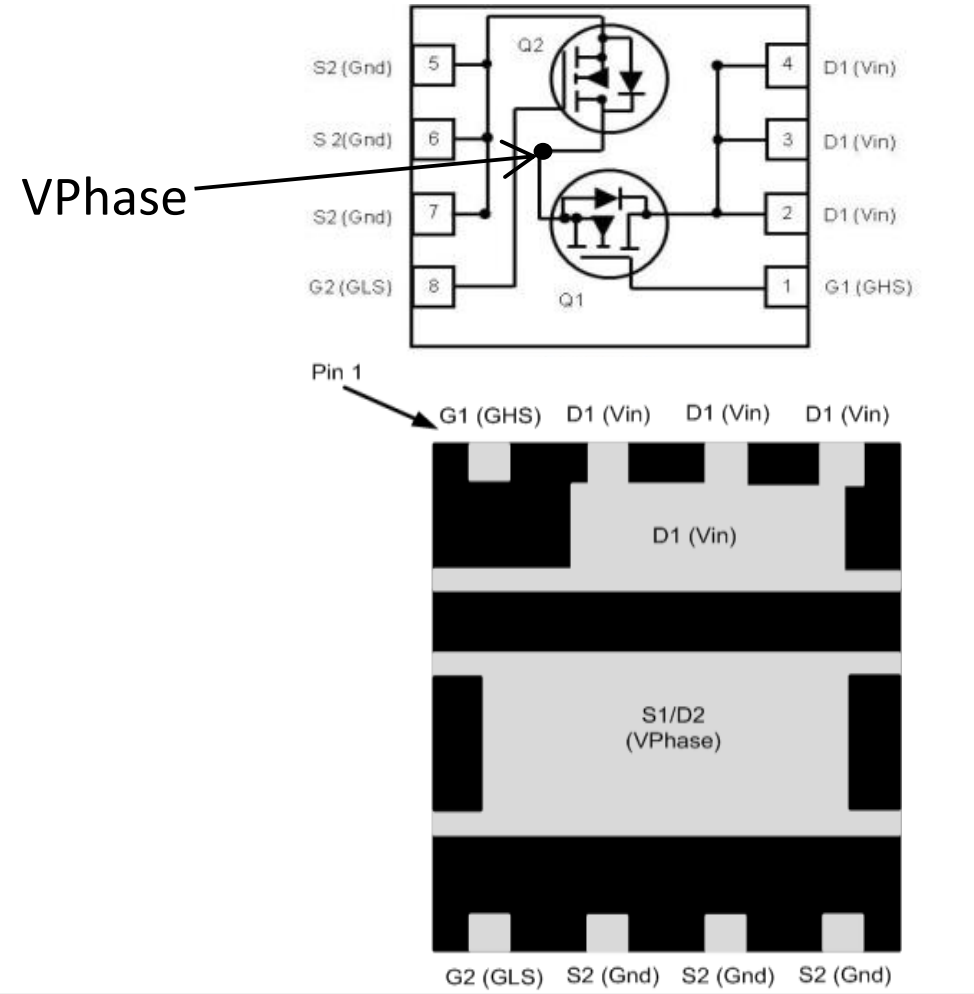 Q2
S2 (Gnd) 5 4 D1 (Vin)
S 2(Gnd) 6 3 D1 (Vin)
VPhase
S2 (Gnd) 7 2 D1 (Vin)
G2 (GLS) 8 1 G1 (GHS)
Q1
Pin 1
G1 (GHS) D1 (Vin) D1 (Vin) D1 (Vin)
D1 (Vin)
S1/D2
(VPhase)
G2 (GLS) S2 (Gnd) S2 (Gnd) S2 (Gnd)